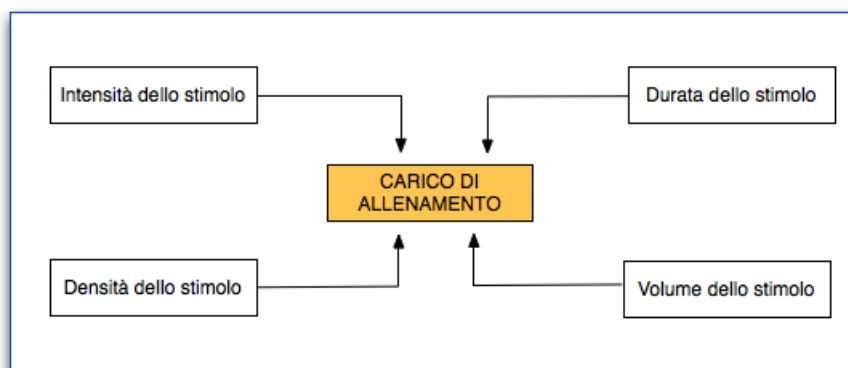 Intensità dello stimolo
Durata dello stimolo
CARICO DI
ALLENAMENTO
Densità dello stimolo
Volume dello stimolo